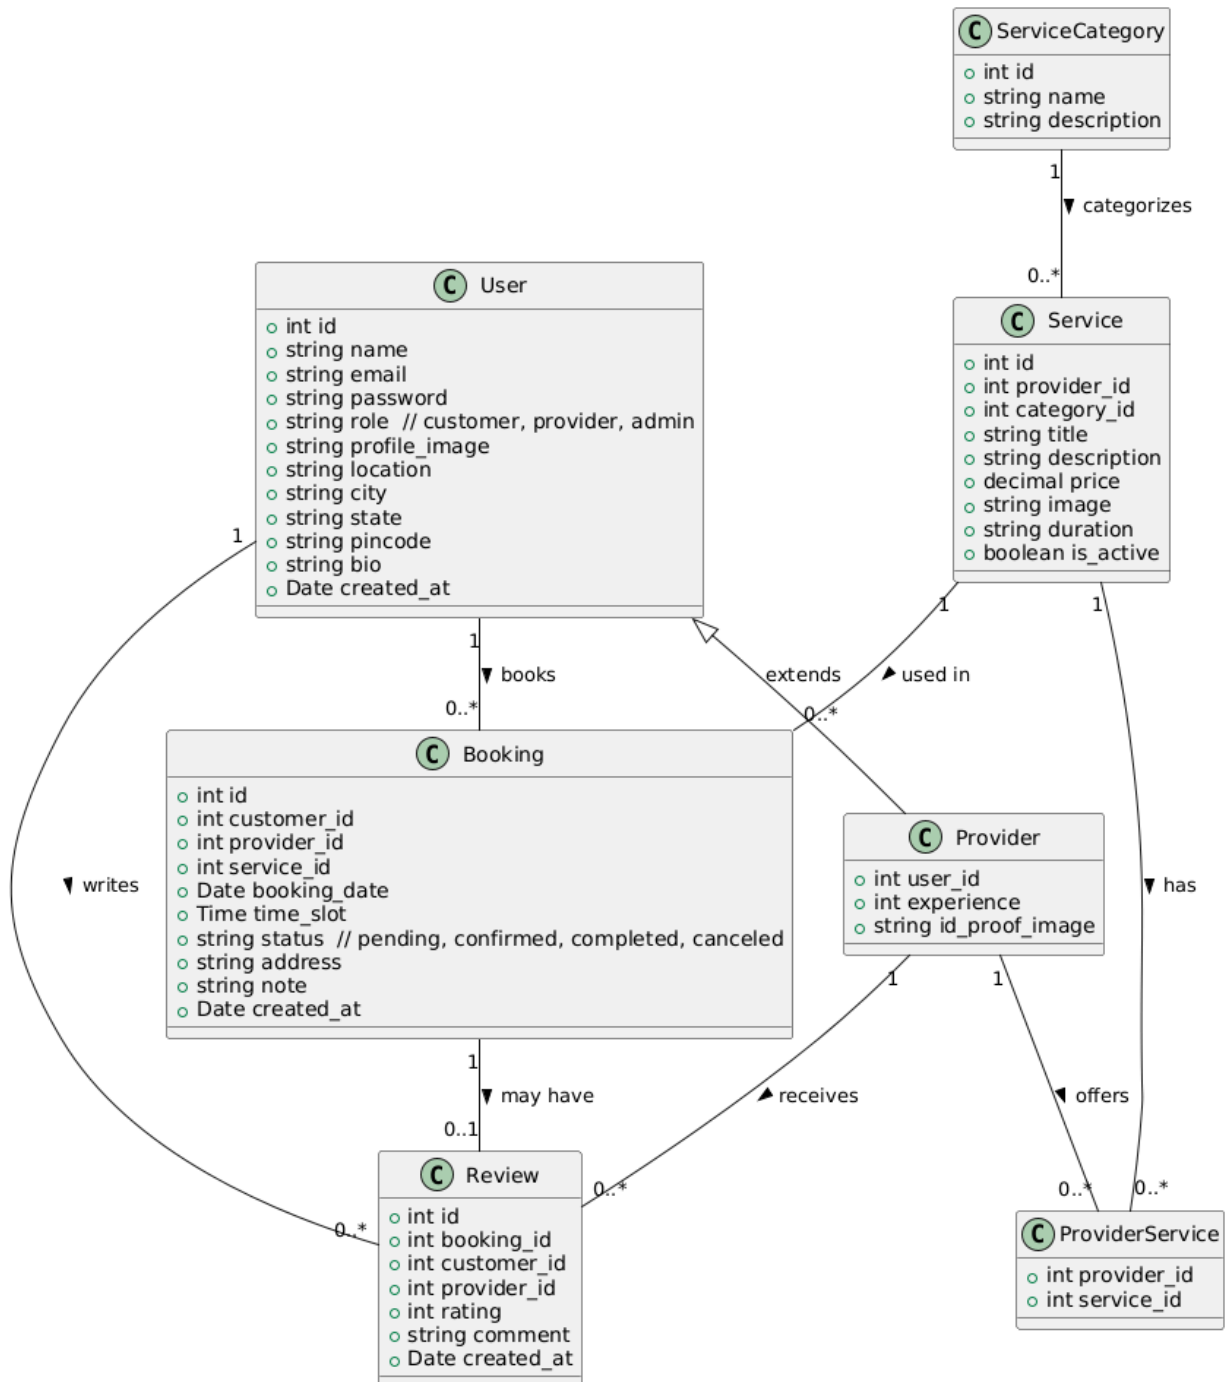 C ServiceCategory
int id
string name
string description
1
categorizes
0..*
C User
int id
string name
string email
string password
string role  // customer, provider, admin
string profile_image
string location
string city
string state
string pincode
string bio
Date created_at
C Service
int id
int provider_id
int category_id
string title
string description
decimal price
string image
string duration
boolean is_active
1
1
books
0..*
1
extends
used in
0..*
1
C Booking
int id
int customer_id
int provider_id
int service_id
Date booking_date
Time time_slot
string status  // pending, confirmed, completed, canceled
string address
string note
Date created_at
C Provider
int user_id
int experience
string id_proof_image
writes
has
1
may have
0..1
1
receives
0..*
1
offers
0..*
0..*
0..*
C Review
int id
int booking_id
int customer_id
int provider_id
int rating
string comment
Date created_at
C ProviderService
int provider_id
int service_id